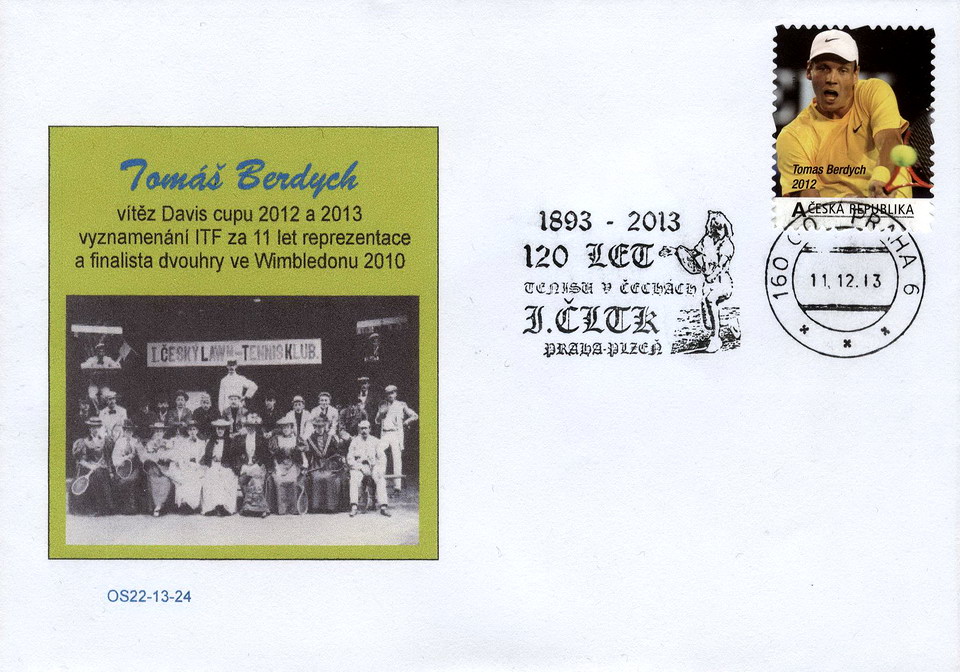 Tomáš Berdych
vítěz Davis cupu 2012 a 2013
vyznamenání ITF za 11 let reprezentace
a finalista dvouhry ve Wimbledonu 2010
I. ČESKÝ LAWN-TENNIS KLUB.
OS22-13-24
1893 - 2013
120 LET
TENISU V ČECHÁCH
I.ČLTK
PRAHA-PLZEŇ
Tomas Berdych
2012
A ČESKÁ REPUBLIKA
160 PRAHA 6
11.12.13